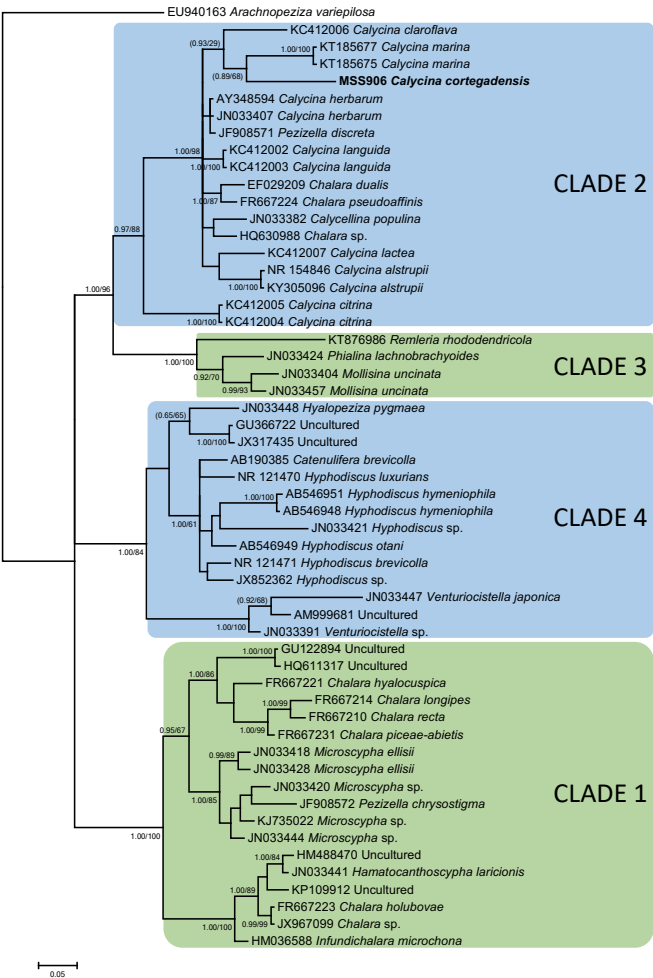 EU940163 Arachnopeziza variepilosa
KC412006 Calycina claroflava
(0.93/29)
1.00/100
KT185677 Calycina marina
KT185675 Calycina marina
(0.89/68)
MSS906 Calycina cortegadensis
AY348594 Calycina herbarum
JN033407 Calycina herbarum
JF908571 Pezizella discreta
1.00/98
KC412002 Calycina languida
1.00/100
KC412003 Calycina languida
CLADE 2
EF029209 Chalara dualis
1.00/87
FR667224 Chalara pseudoaffinis
JN033382 Calycellina populina
0.97/88
HQ630988 Chalara sp.
KC412007 Calycina lactea
NR 154846 Calycina alstrupii
1.00/100
KY305096 Calycina alstrupii
1.00/96
KC412005 Calycina citrina
1.00/100
KC412004 Calycina citrina
KT876986 Remleria rhododendricola
1.00/100
JN033424 Phialina lachnobrachyoides
CLADE 3
0.92/70
JN033404 Mollisina uncinata
0.99/93
JN033457 Mollisina uncinata
JN033448 Hyalopeziza pygmaea
(0.65/65)
GU366722 Uncultured
1.00/100
JX317435 Uncultured
AB190385 Catenulifera brevicolla
NR 121470 Hyphodiscus luxurians
1.00/100
AB546951 Hyphodiscus hymeniophila
AB546948 Hyphodiscus hymeniophila
CLADE 4
1.00/61
JN033421 Hyphodiscus sp.
AB546949 Hyphodiscus otani
1.00/84
NR 121471 Hyphodiscus brevicolla
JX852362 Hyphodiscus sp.
JN033447 Venturiocistella japonica
(0.92/68)
AM999681 Uncultured
1.00/100
JN033391 Venturiocistella sp.
1.00/100
GU122894 Uncultured
HQ611317 Uncultured
1.00/86
FR667221 Chalara hyalocuspica
1.00/99
FR667214 Chalara longipes
FR667210 Chalara recta
1.00/99
FR667231 Chalara piceae-abietis
0.95/67
0.99/89
JN033418 Microscypha ellisii
JN033428 Microscypha ellisii
JN033420 Microscypha sp.
1.00/85
JF908572 Pezizella chrysostigma
CLADE 1
KJ735022 Microscypha sp.
JN033444 Microscypha sp.
1.00/100
1.00/84
HM488470 Uncultured
JN033441 Hamatocanthoscypha laricionis
1.00/89
KP109912 Uncultured
FR667223 Chalara holubovae
0.99/99
JX967099 Chalara sp.
1.00/100
HM036588 Infundichalara microchona
0.05